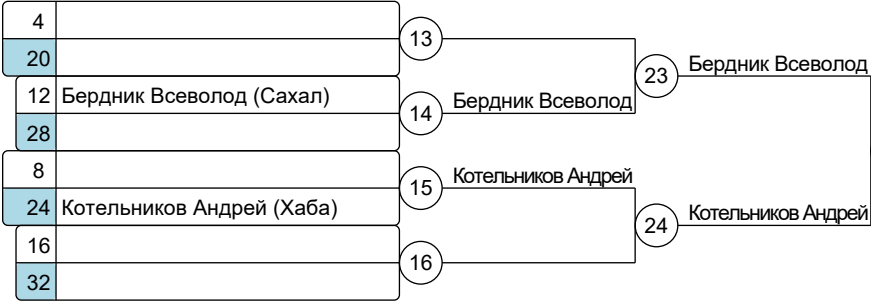 4
13
20
23
Бердник Всеволод
12 Бердник Всеволод (Сахал)
14
Бердник Всеволод
28
8
15
Котельников Андрей
24 Котельников Андрей (Хаба)
24
Котельников Андрей
16
16
32